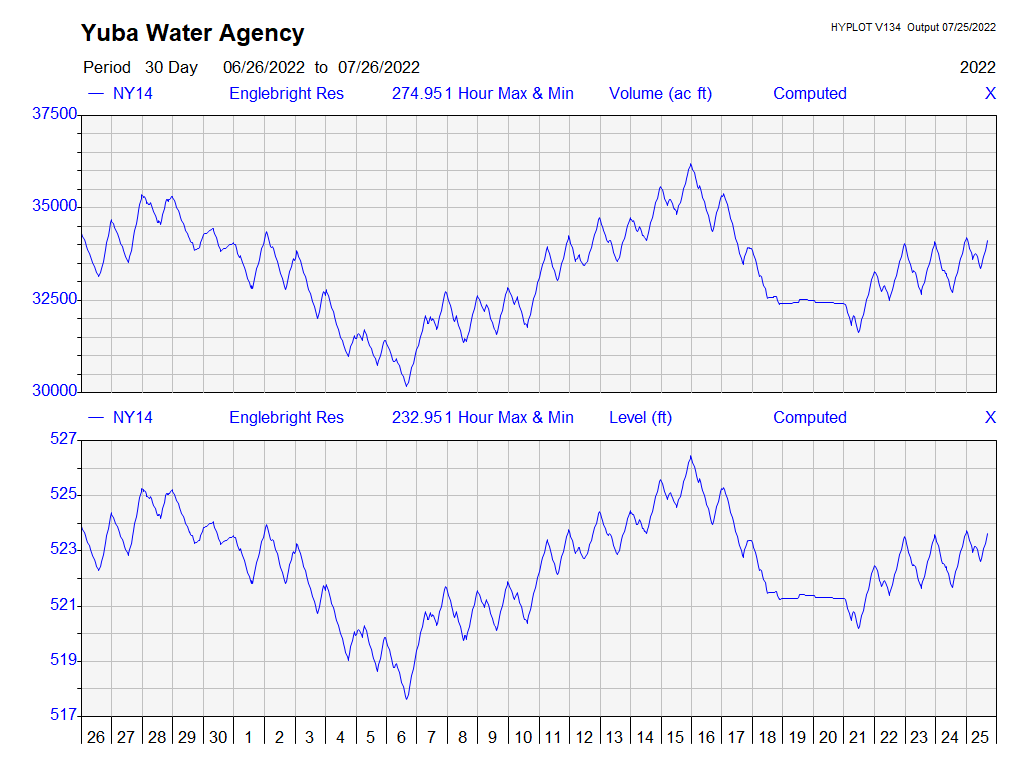 Yuba Water Agency
HYPLOT V134 Output 07/25/2022
Period 30 Day 06/26/2022 to 07/26/2022 2022
NY14 Englebright Res 274.951 Hour Max & Min Volume (ac ft) Computed X
37500
35000
32500
30000
NY14 Englebright Res 232.951 Hour Max & Min Level (ft) Computed X
527
525
523
521
519
517
26 27 28 29 30 1 2 3 4 5 6 7 8 9 10 11 12 13 14 15 16 17 18 19 20 21 22 23 24 25